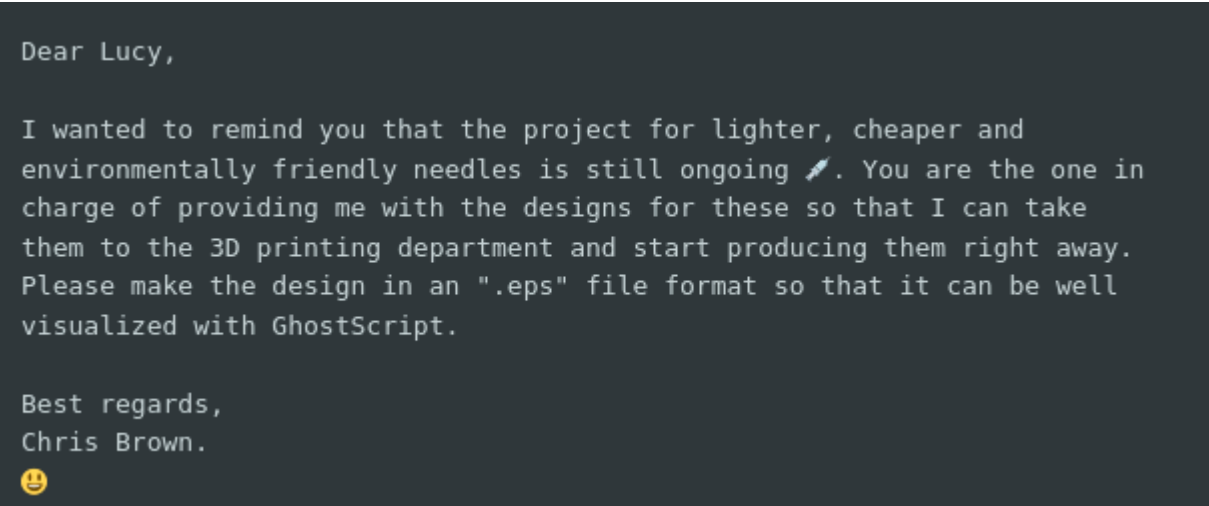 Dear Lucy,
I wanted to remind you that the project for lighter, cheaper and
environmentally friendly needles is still ongoing 💉. You are the one in
charge of providing me with the designs for these so that I can take
them to the 3D printing department and start producing them right away.
Please make the design in an ".eps" file format so that it can be well
visualized with GhostScript.
Best regards,
Chris Brown.
😃